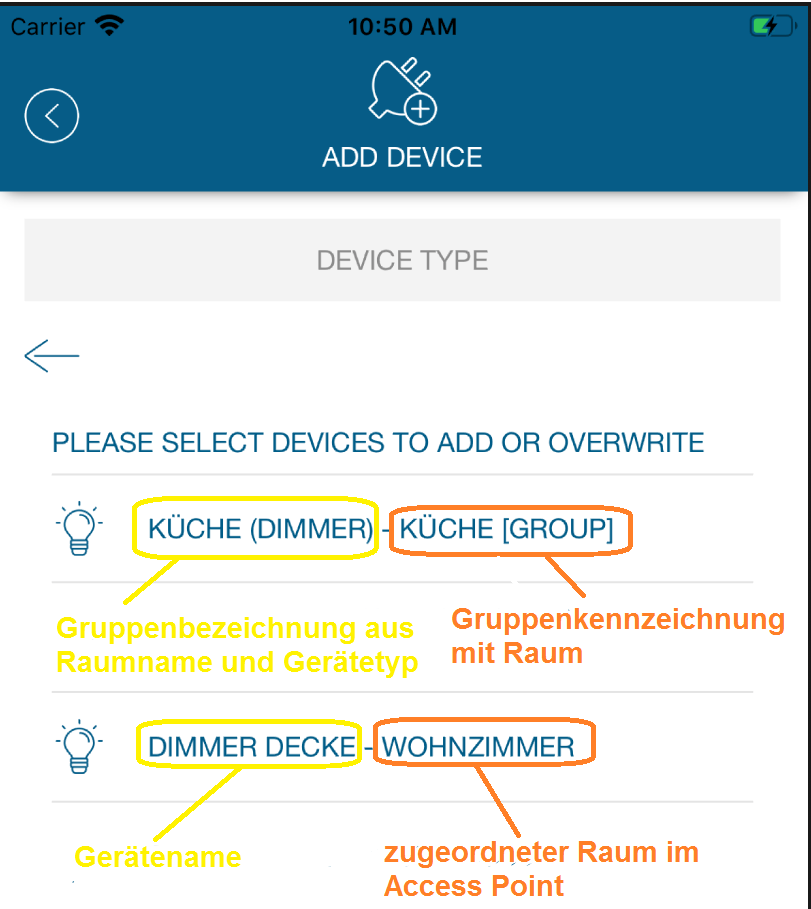 Carrier 10:50 AM
ADD DEVICE
DEVICE TYPE
PLEASE SELECT DEVICES TO ADD OR OVERWRITE
KÜCHE (DIMMER) - KÜCHE [GROUP]
Gruppenbezeichnung aus
Raumname und Gerätetyp
Gruppenkennzeichnung
mit Raum
DIMMER DECKE - WOHNZIMMER
Gerätename
zugeordneter Raum im
Access Point